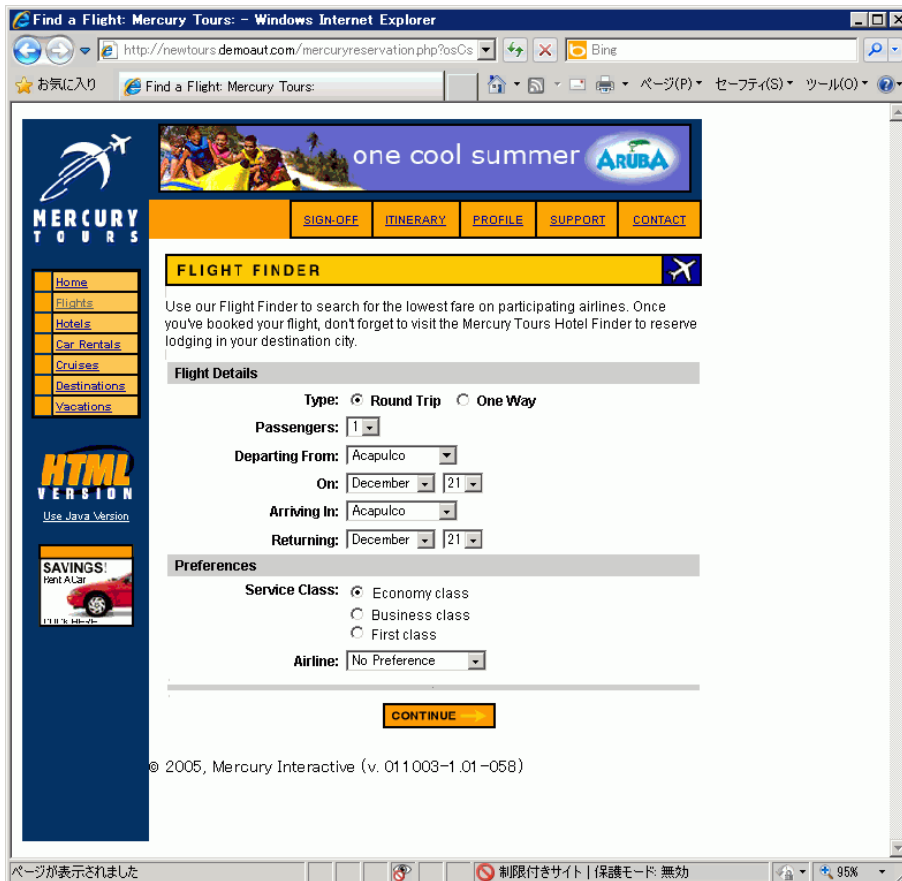 Find a Flight: Mercury Tours: - Windows Internet Explorer
http://newtours.demoaut.com/mercuryreservation.php?osCs
Bing
お気に入り
Find a Flight: Mercury Tours:
ページ(P) セーフティ(S) ツール(O)
one cool summer ARUBA
MERCURY
TOURS
SIGN-OFF ITINERARY PROFILE SUPPORT CONTACT
Home
Flights
Hotels
Car Rentals
Cruises
Destinations
Vacations
HTML
VERSION
Use Java Version
SAVINGS!
Rent A Car
FLIGHT FINDER
Use our Flight Finder to search for the lowest fare on participating airlines. Once
you've booked your flight, don't forget to visit the Mercury Tours Hotel Finder to reserve
lodging in your destination city.
Flight Details
Type: Round Trip One Way
Passengers: 1
Departing From: Acapulco
On: December 21
Arriving In: Acapulco
Returning: December 21
Preferences
Service Class: Economy class
Business class
First class
Airline: No Preference
CONTINUE
© 2005, Mercury Interactive (v. 011003-1.01-058)
ページが表示されました
制限付きサイト | 保護モード: 無効
95%